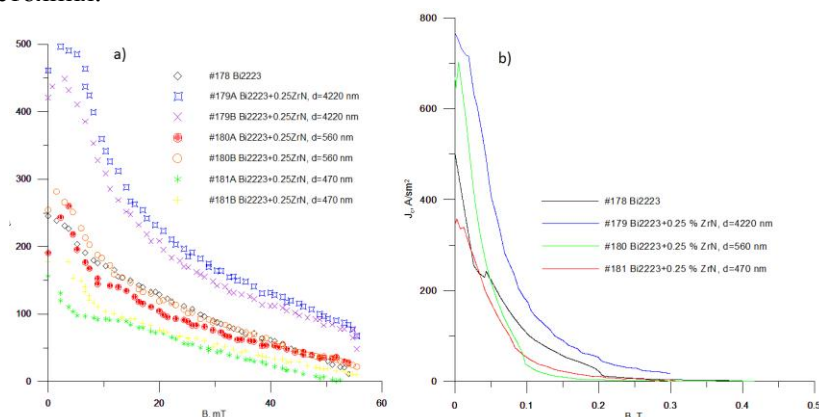 a)
500
400
300
200
100
0
0
20
40
60
B, mT
#178 Bi2223
#179A Bi2223+0.25ZrN, d=4220 nm
#179B Bi2223+0.25ZrN, d=4220 nm
#180A Bi2223+0.25ZrN, d=560 nm
#180B Bi2223+0.25ZrN, d=560 nm
#181A Bi2223+0.25ZrN, d=470 nm
#181B Bi2223+0.25ZrN, d=470 nm
b)
800
600
400
200
0
Jc, A/sm²
0
0.1
0.2
0.3
0.4
0.5
B, T
#178 Bi2223
#179 Bi2223+0.25 % ZrN, d=4220 nm
#180 Bi2223+0.25 % ZrN, d=560 nm
#181 Bi2223+0.25 % ZrN, d=470 nm